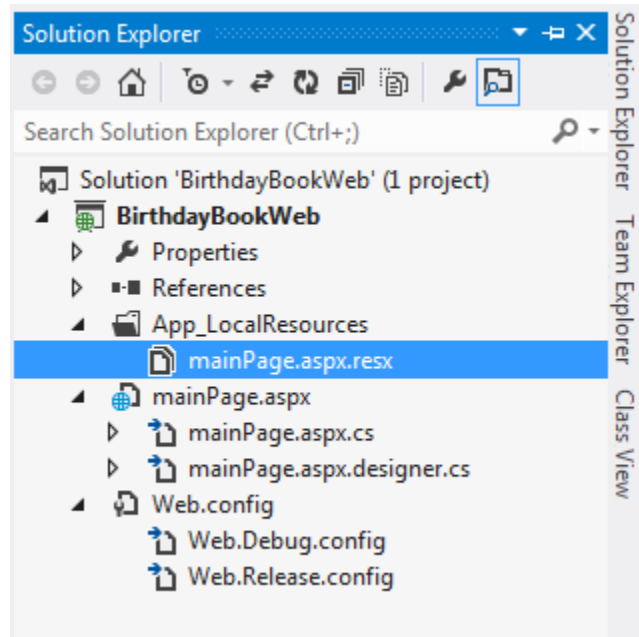 Solution Explorer
Search Solution Explorer (Ctrl+;)
Solution 'BirthdayBookWeb' (1 project)
BirthdayBookWeb
Properties
References
App_LocalResources
mainPage.aspx.resx
mainPage.aspx
mainPage.aspx.cs
mainPage.aspx.designer.cs
Web.config
Web.Debug.config
Web.Release.config
Solution Explorer
Team Explorer
Class View